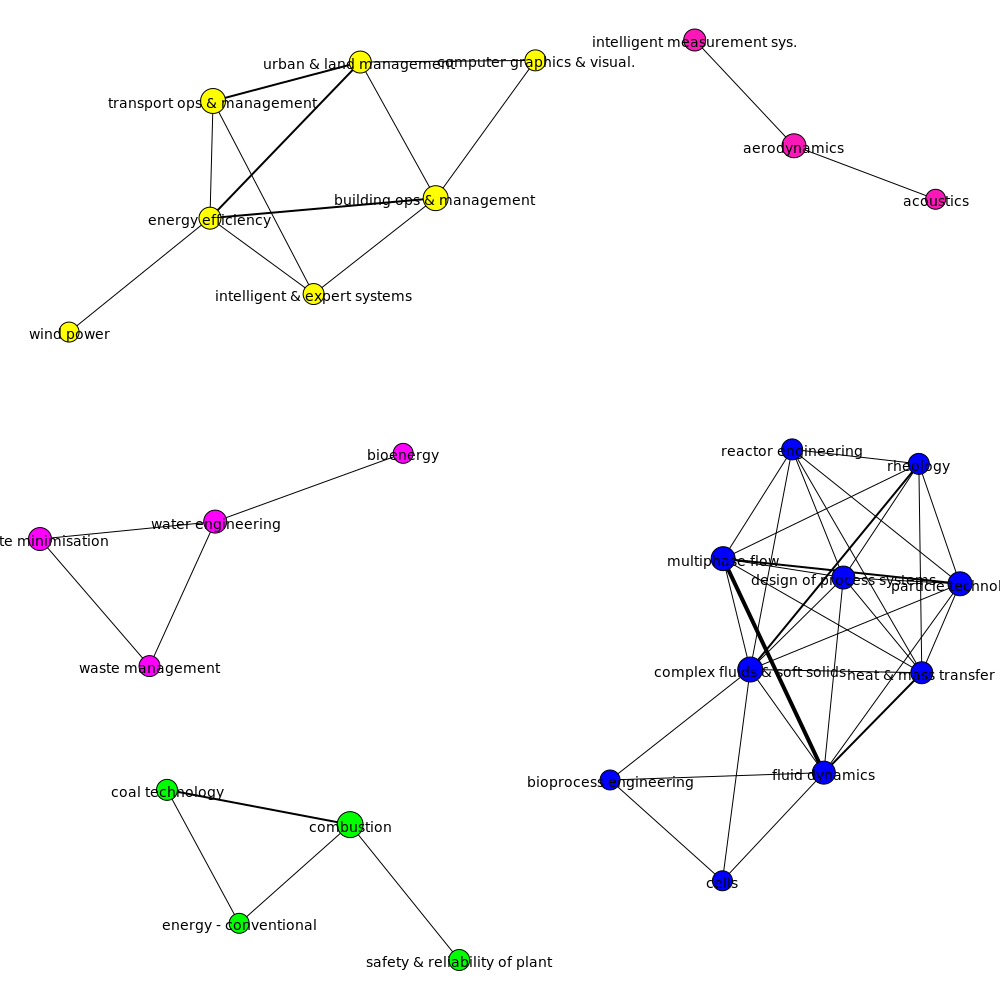 intelligent measurement sys.
urban & land management
computer graphics & visual.
transport ops & management
aerodynamics
building ops & management
acoustics
energy efficiency
intelligent & expert systems
wind power
bioenergy
reactor engineering
rheology
water engineering
te minimisation
multiphase flow
design of process systems
particle technol
waste management
complex fluids & soft solids
heat & mass transfer
fluid dynamics
bioprocess engineering
coal technology
combustion
cells
energy - conventional
safety & reliability of plant